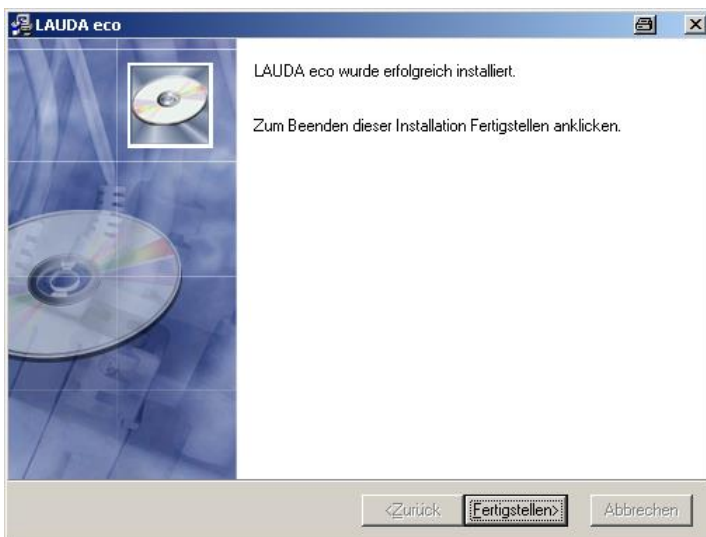 LAUDA eco
LAUDA eco wurde erfolgreich installiert.
Zum Beenden dieser Installation Fertigstellen anklicken.
<Zurück Fertigstellen> Abbrechen